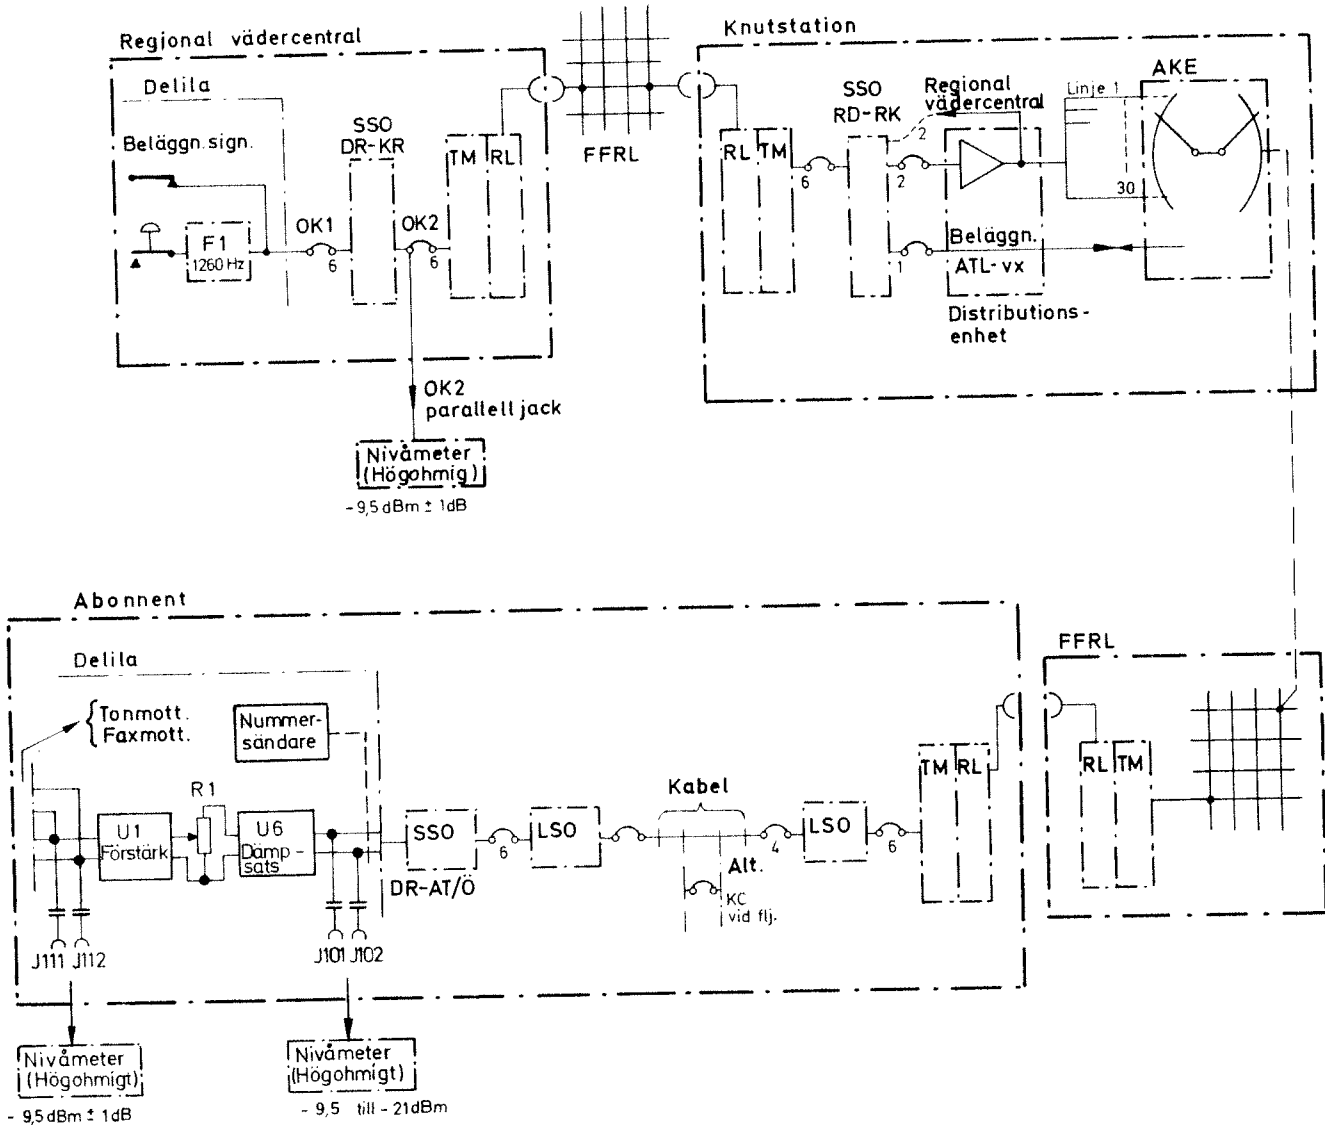 Regional vädercentral
Delila
Beläggn.sign.
F1
1260 Hz
OK1
6
SSO
DR-KR
OK2
6
TM
RL
FFRL
OK2
parallell jack
Nivåmeter
(Högohmig)
- 9,5 dBm ± 1dB
Knutstation
RL
TM
6
SSO
RD-RK
Regional
vädercentral
2
2
1
Beläggn.
ATL-vx
Distributions-
enhet
Linje 1
30
AKE
Abonnent
Delila
Tonmott.
Faxmott.
Nummer-
sändare
R1
U1
Förstärk
U6
Dämp-
sats
J111
J112
J101
J102
SSO
DR-AT/Ö
6
LSO
Kabel
Alt.
KC
vid flj.
4
LSO
6
TM
RL
FFRL
RL
TM
Nivåmeter
(Högohmigt)
- 9,5 dBm ± 1dB
Nivåmeter
(Högohmigt)
- 9,5 till - 21dBm